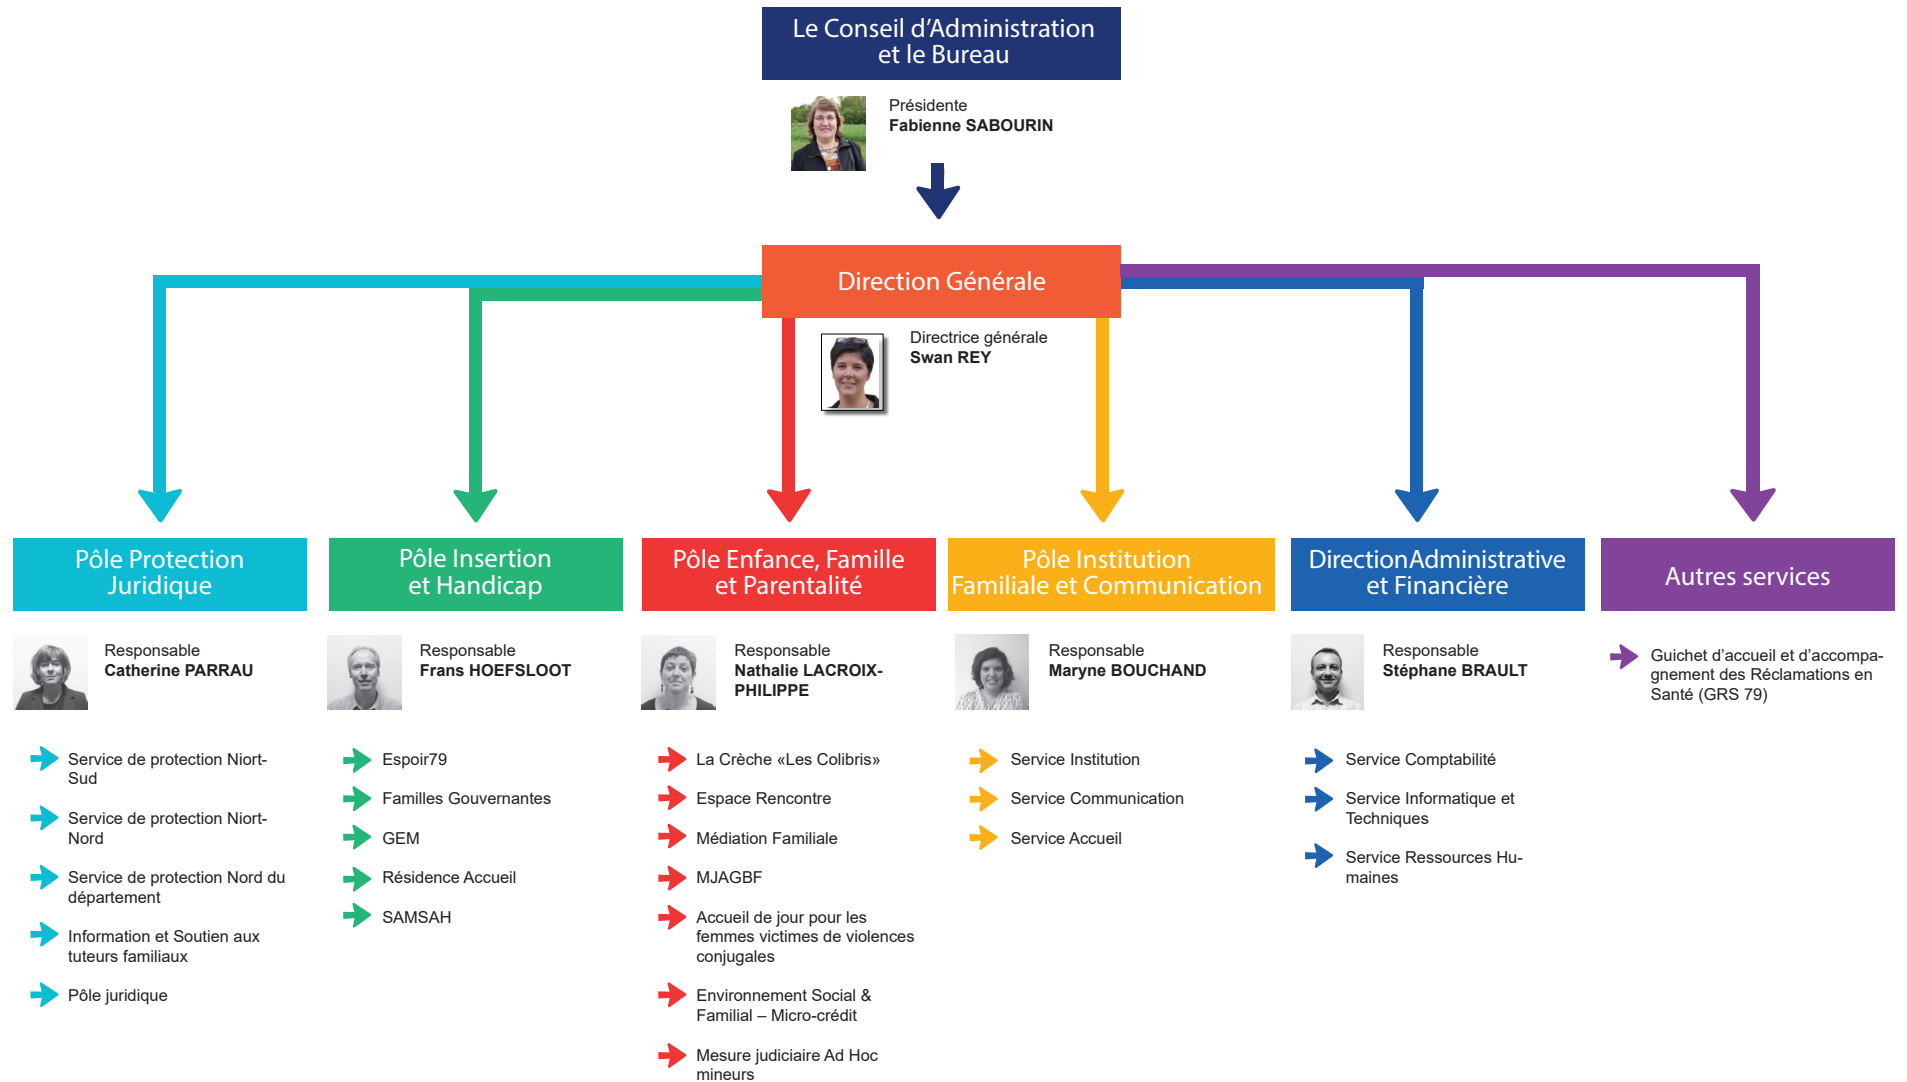 Le Conseil d'Administration
et le Bureau
Présidente
Fabienne SABOURIN
Direction Générale
Directrice générale
Swan REY
Pôle Protection
Juridique
Responsable
Catherine PARRAU
Service de protection Niort-
Sud
Service de protection Niort-
Nord
Service de protection Nord du
département
Information et Soutien aux
tuteurs familiaux
Pôle juridique
Pôle Insertion
et Handicap
Responsable
Frans HOEFSLOOT
Espoir79
Familles Gouvernantes
GEM
Résidence Accueil
SAMSAH
Pôle Enfance, Famille
et Parentalité
Responsable
Nathalie LACROIX-
PHILIPPE
La Crèche «Les Colibris»
Espace Rencontre
Médiation Familiale
MJAGBF
Accueil de jour pour les
femmes victimes de violences
conjugales
Environnement Social &
Familial – Micro-crédit
Mesure judiciaire Ad Hoc
mineurs
Pôle Institution
Familiale et Communication
Responsable
Maryne BOUCHAND
Service Institution
Service Communication
Service Accueil
Direction Administrative
et Financière
Responsable
Stéphane BRAULT
Service Comptabilité
Service Informatique et
Techniques
Service Ressources Hu-
maines
Autres services
Guichet d'accueil et d'accompa-
gnement des Réclamations en
Santé (GRS 79)